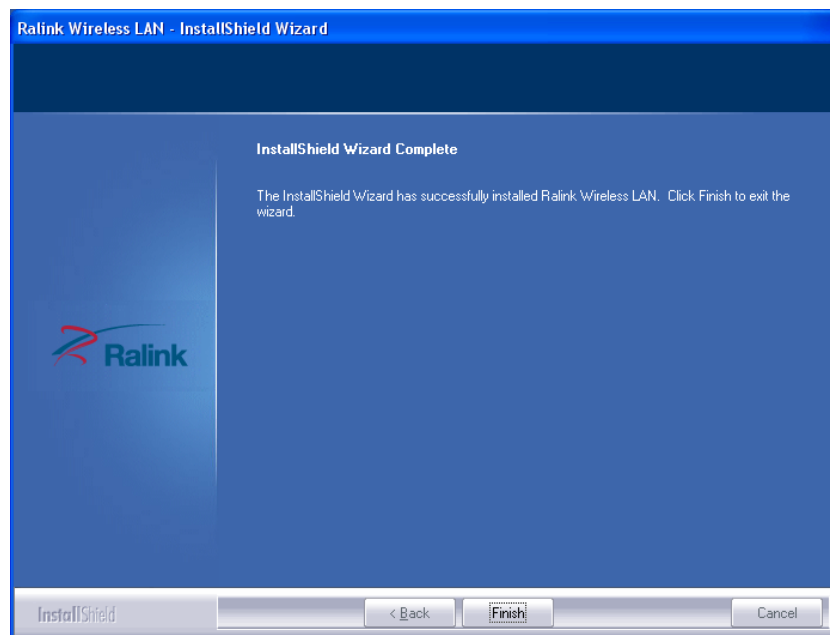 Ralink Wireless LAN - InstallShield Wizard
InstallShield Wizard Complete
The InstallShield Wizard has successfully installed Ralink Wireless LAN. Click Finish to exit the
wizard.
Ralink
InstallShield
< Back
Finish
Cancel